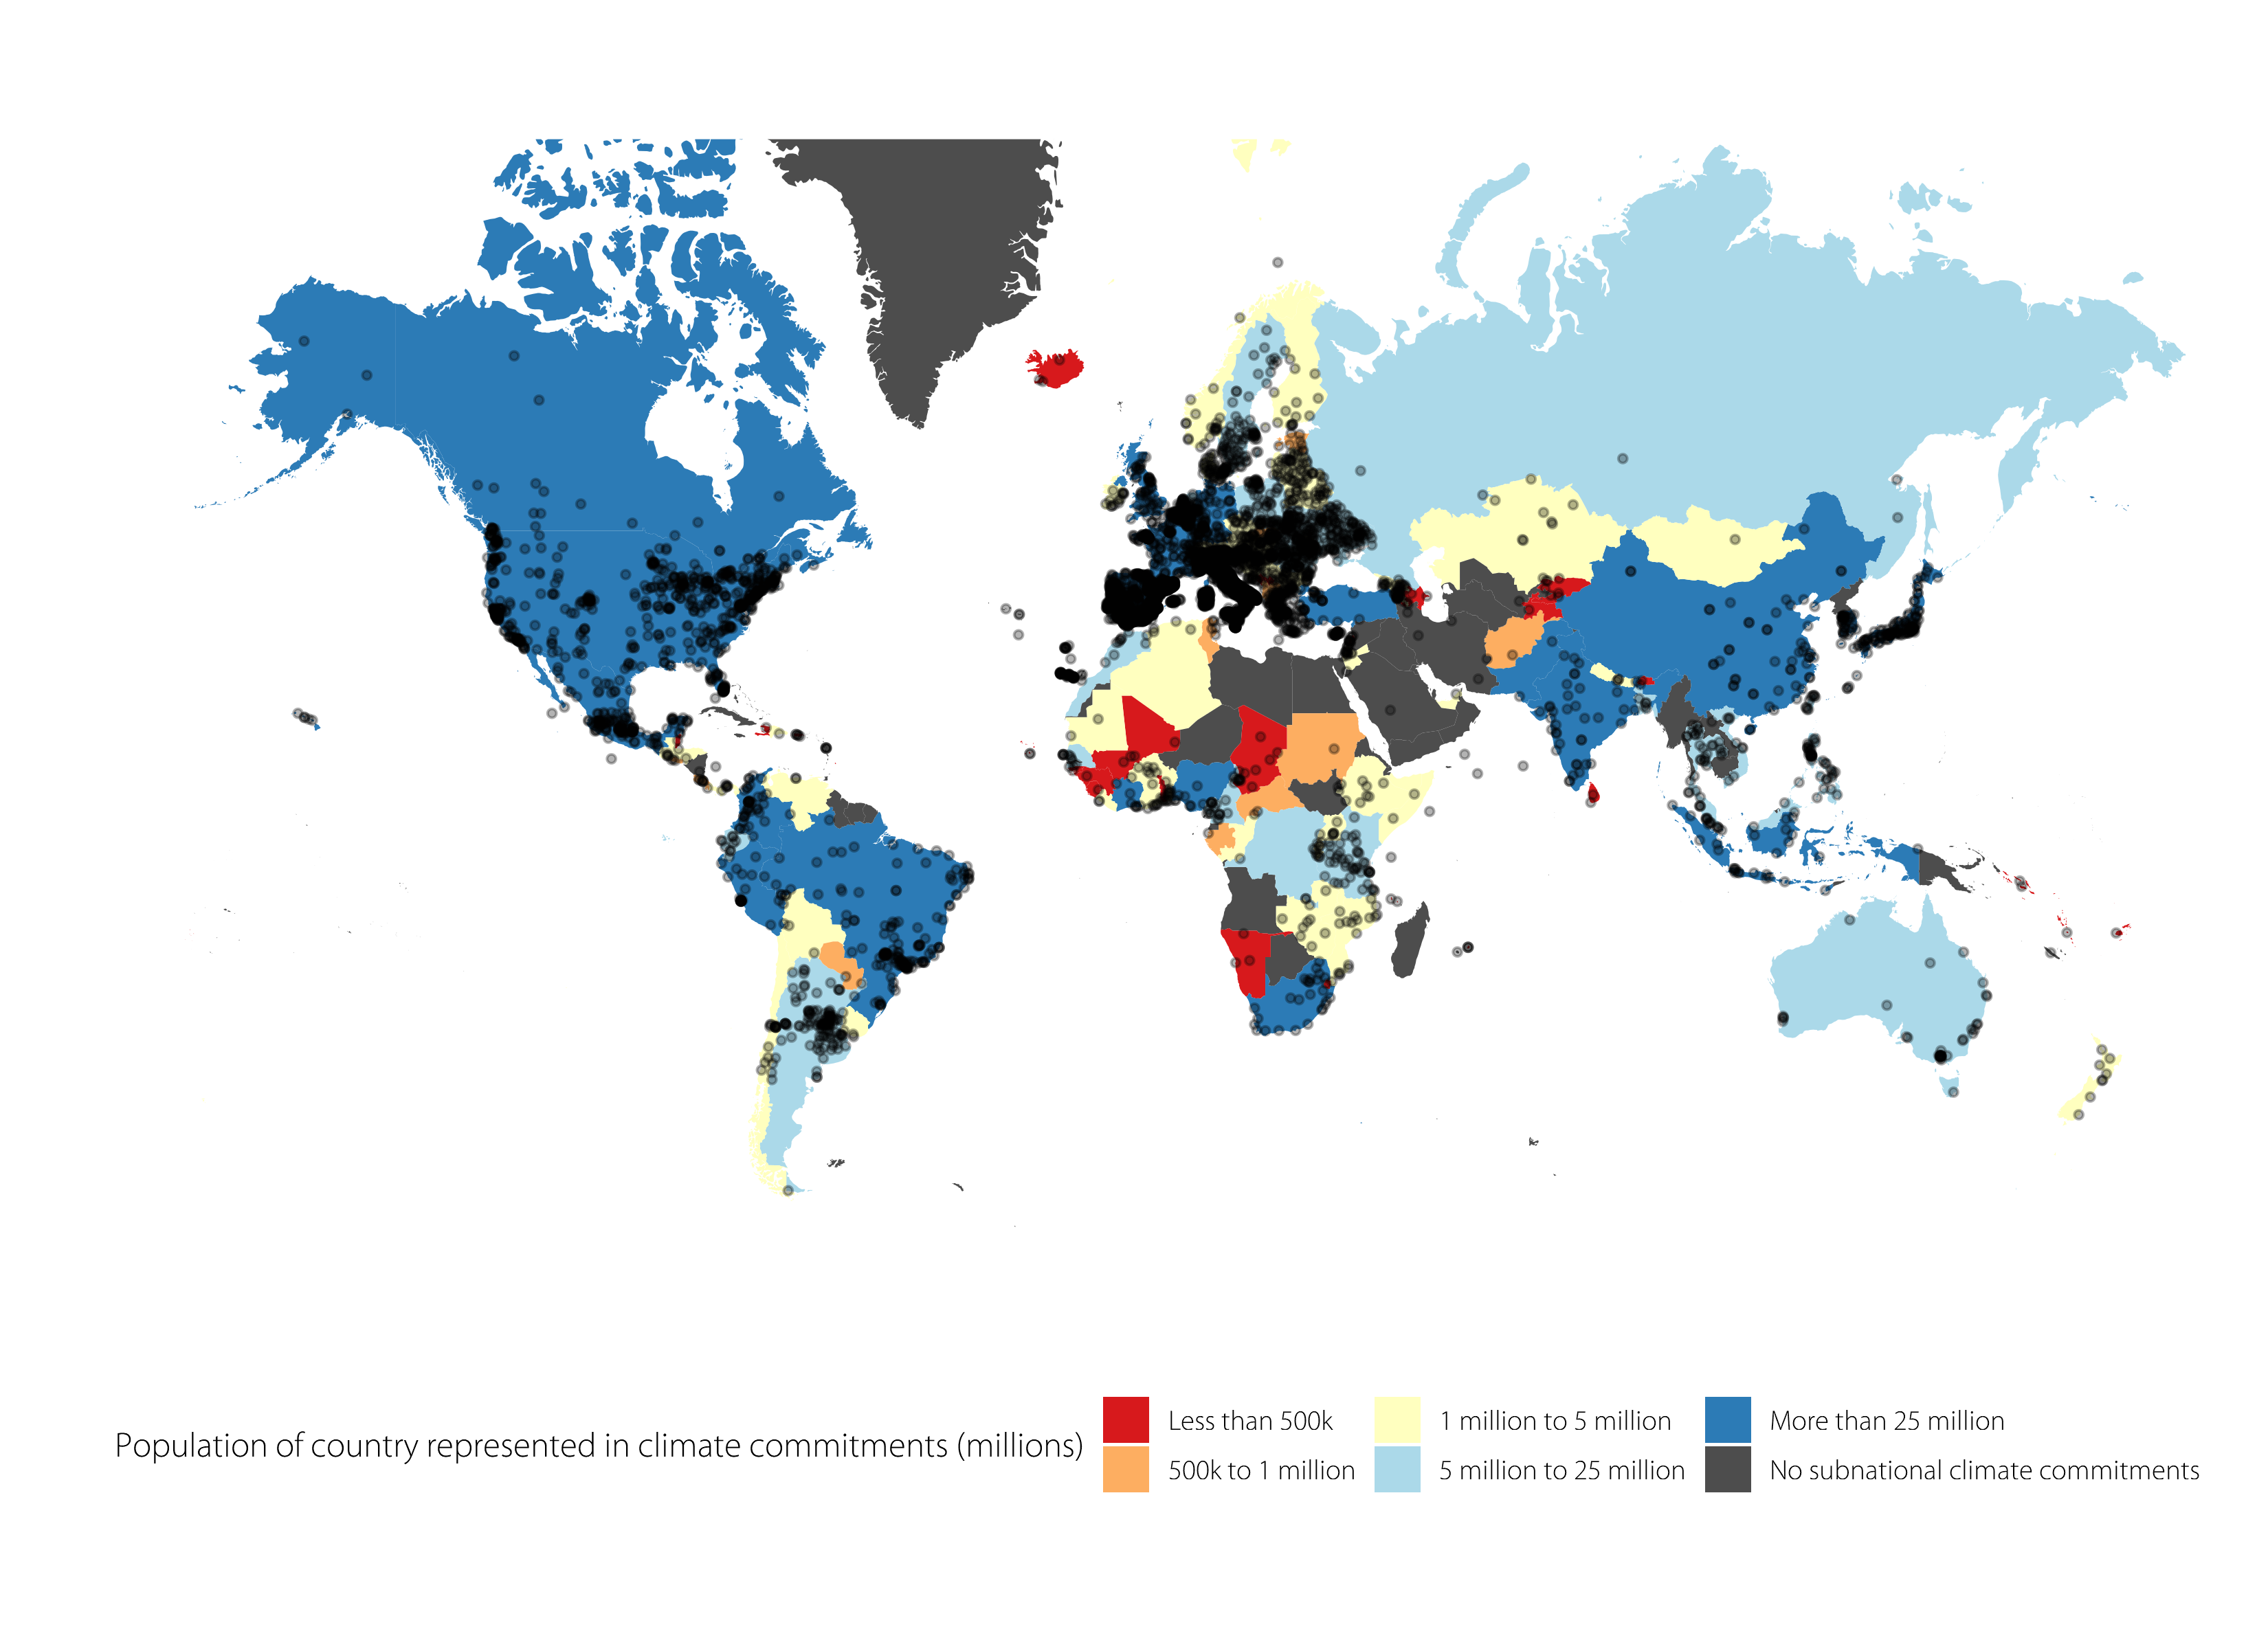 Population of country represented in climate commitments (millions)
Less than 500k
500k to 1 million
1 million to 5 million
5 million to 25 million
More than 25 million
No subnational climate commitments